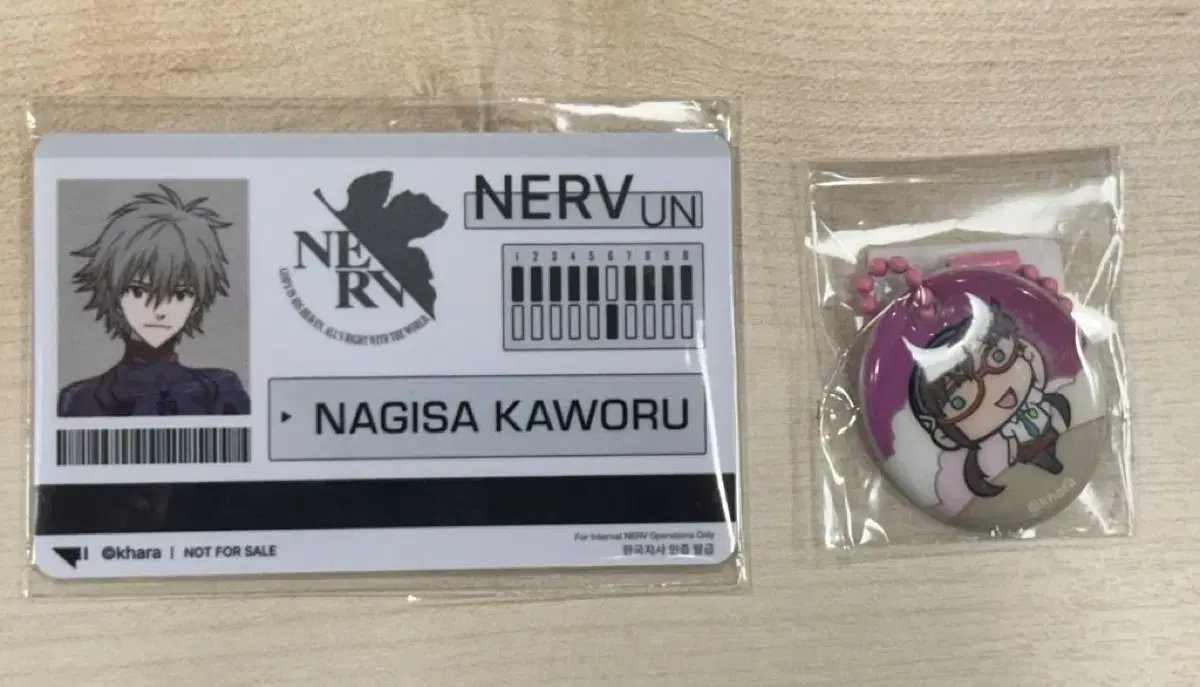 NERV
GOD'S IN HIS HEAVEN, ALL'S RIGHT WITH THE WORLD
NERV UN
1 2 3 4 5 6 7 8 9 0
NAGISA KAWORU
©khara | NOT FOR SALE
For Internal NERV Operations Only
한국지사 인증 발급
©khara